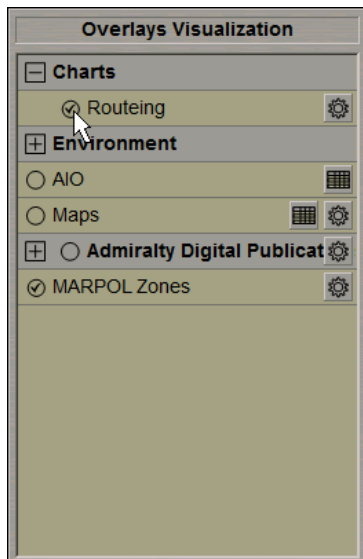 Overlays Visualization
Charts
Routeing
Environment
AIO
Maps
Admiralty Digital Publicat
MARPOL Zones